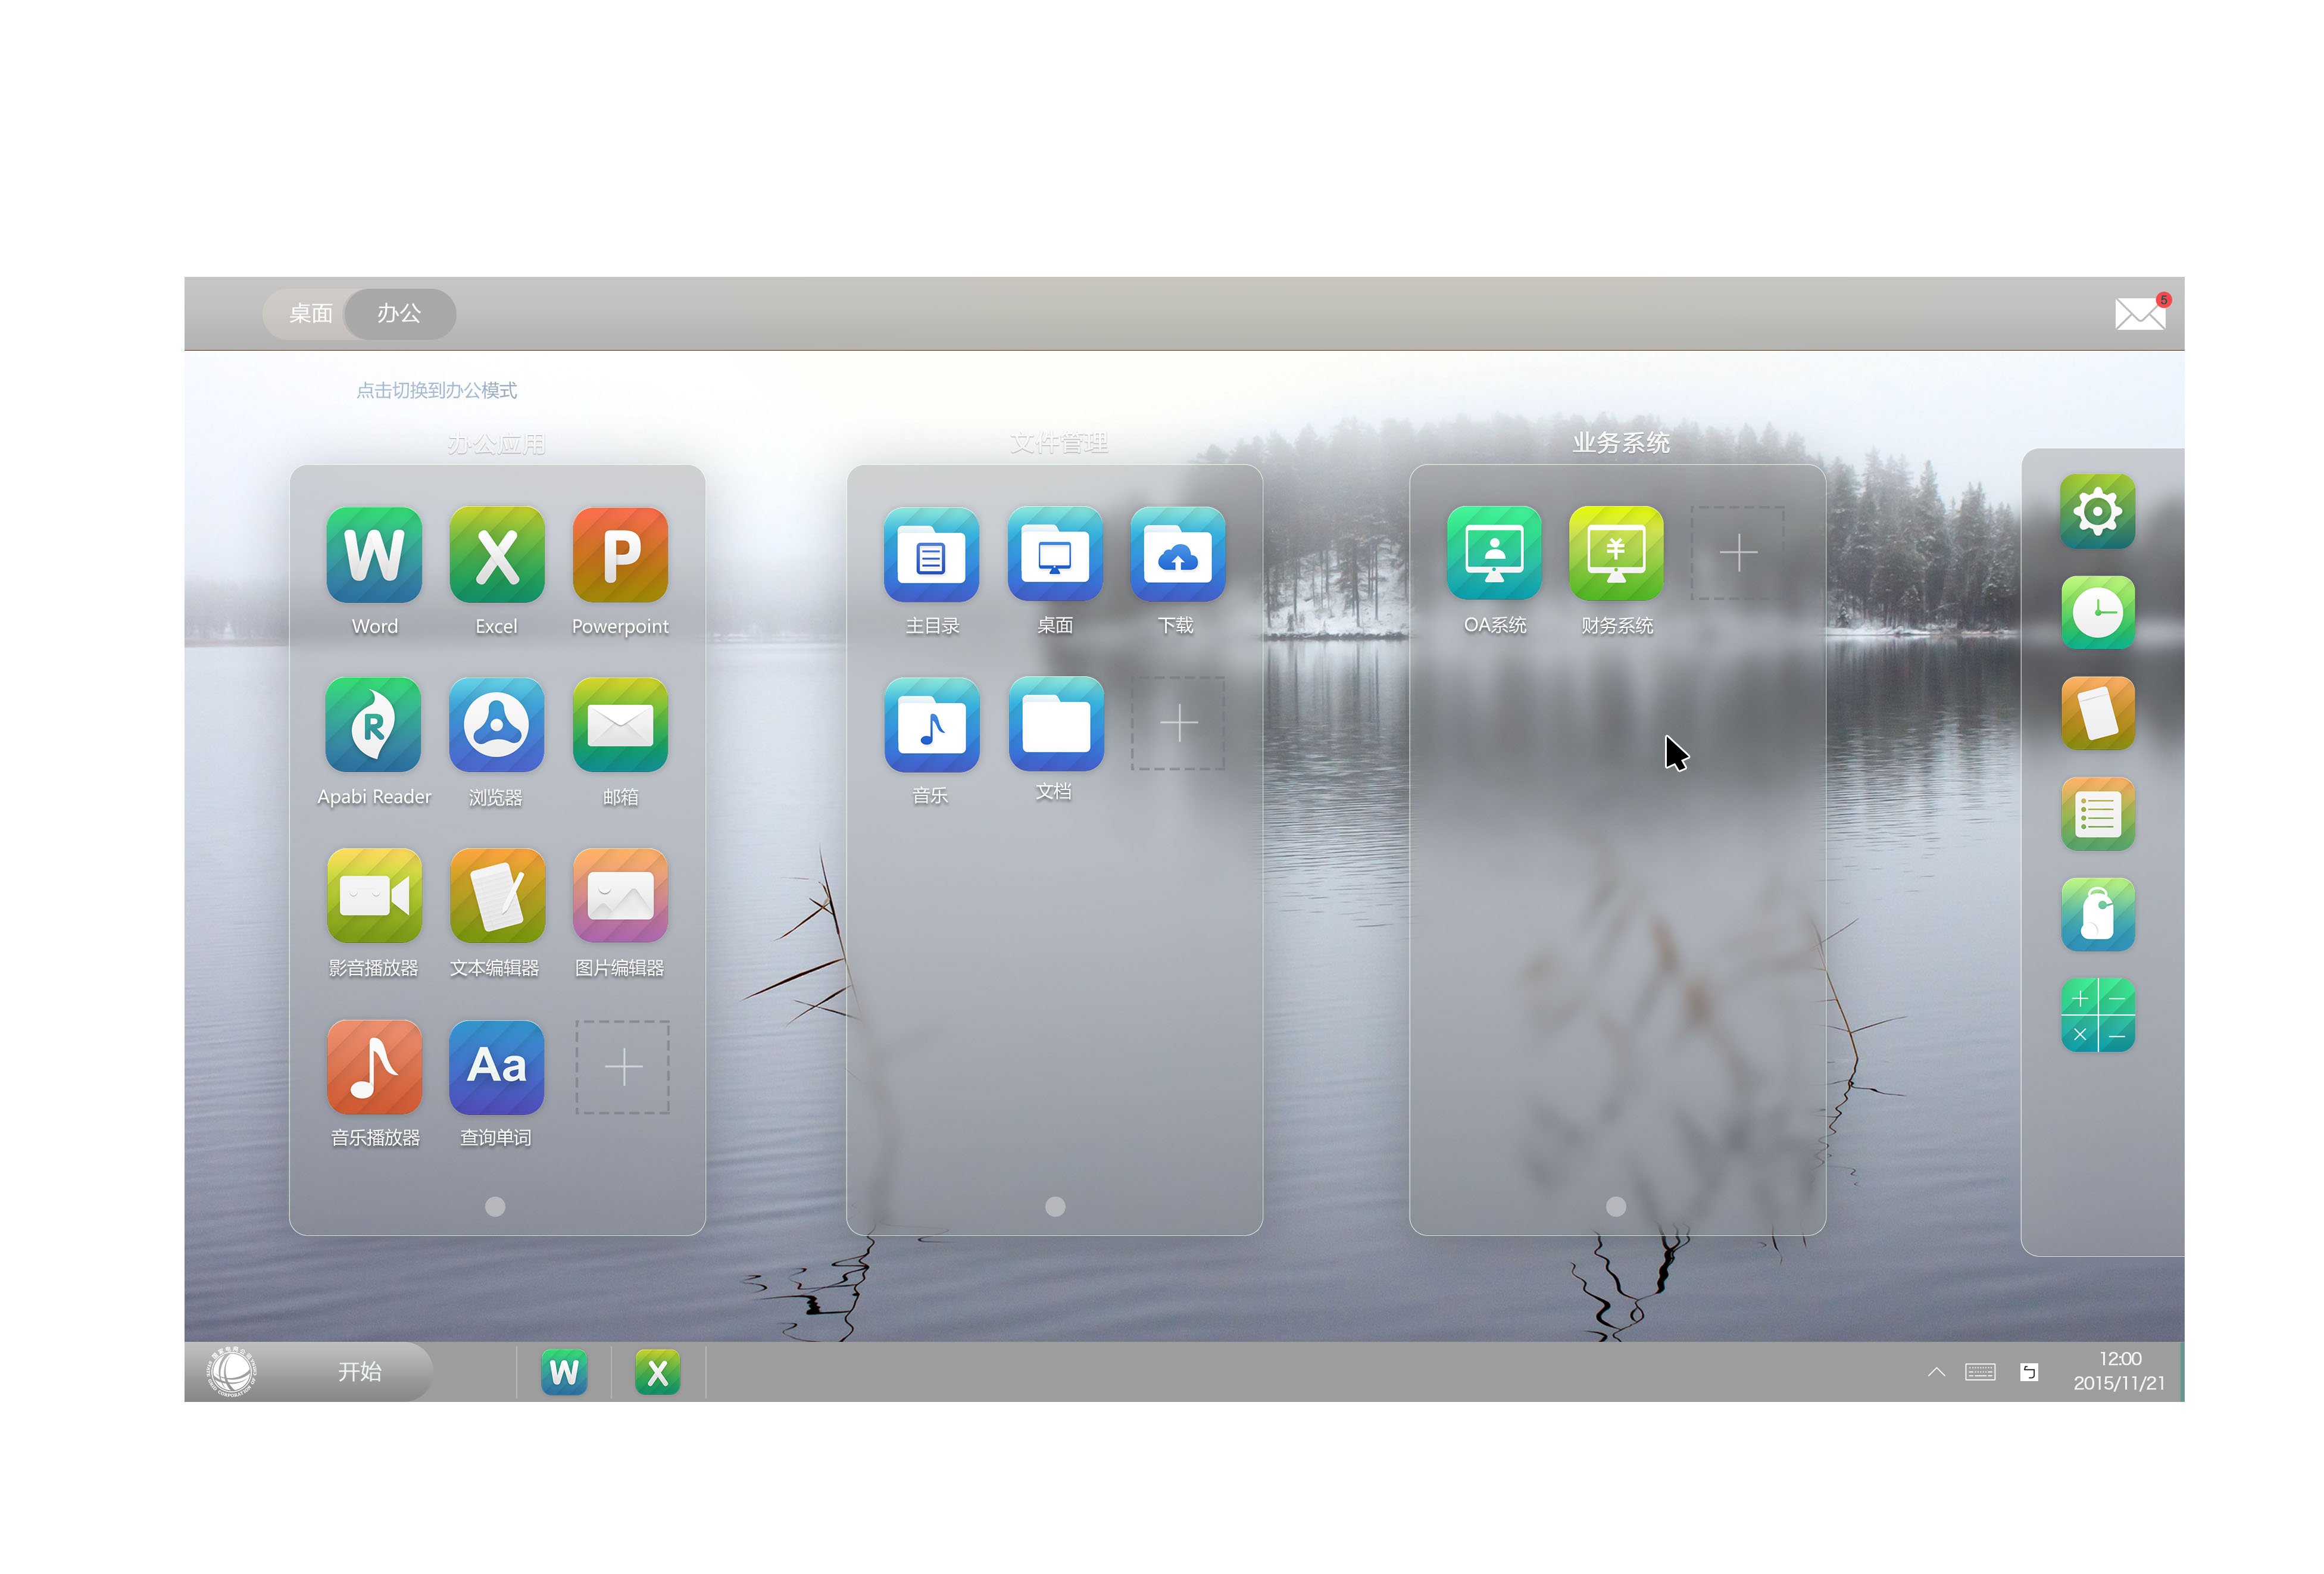 桌面 办公
5
点击切换到办公模式
办公应用
文件管理
业务系统
W X P
Word Excel Powerpoint
R
Apabi Reader 浏览器 邮箱
影音播放器 文本编辑器 图片编辑器
Aa
音乐播放器 查询单词
主目录 桌面 下载
音乐 文档
¥
OA系统 财务系统
开始
W X
12:00
2015/11/21